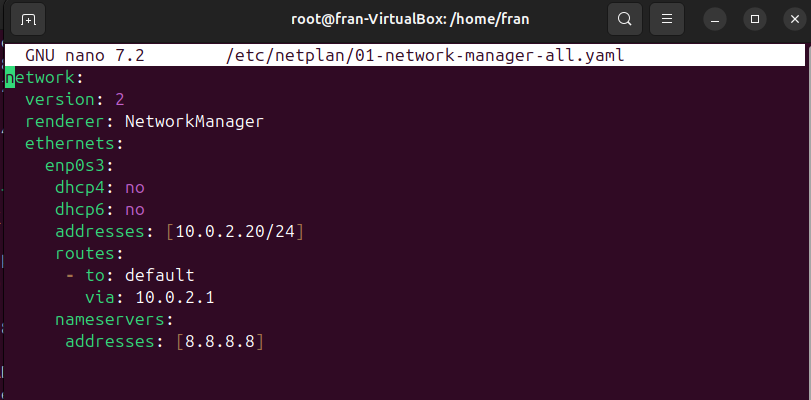 root@fran-VirtualBox: /home/fran
GNU nano 7.2 /etc/netplan/01-network-manager-all.yaml
network:
  version: 2
  renderer: NetworkManager
  ethernets:
    enp0s3:
     dhcp4: no
     dhcp6: no
     addresses: [10.0.2.20/24]
     routes:
      - to: default
        via: 10.0.2.1
     nameservers:
      addresses: [8.8.8.8]